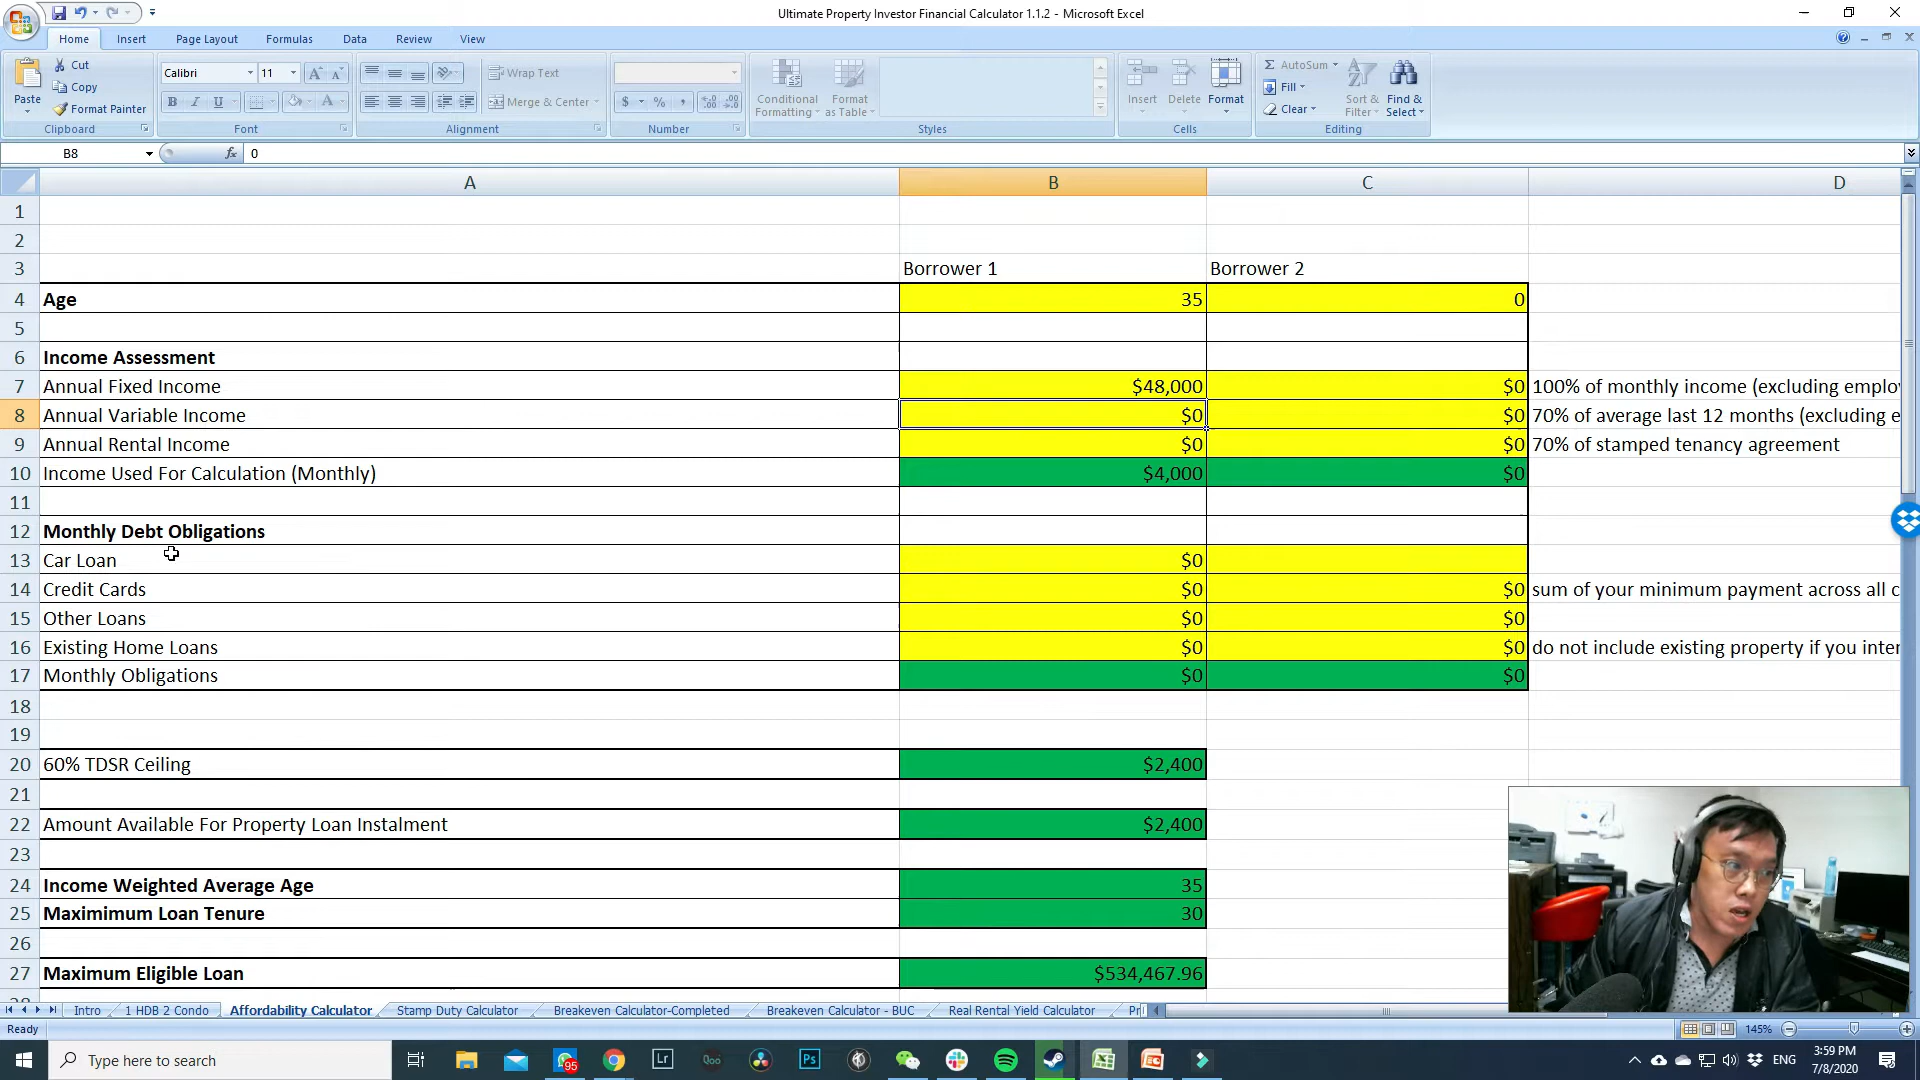 Ultimate Property Investor Financial Calculator 1.1.2 - Microsoft Excel
Home Insert Page Layout Formulas Data Review View
Paste Cut Copy Format Painter Clipboard
Calibri 11 Font
Wrap Text Merge & Center Alignment
$ % , Number
Conditional Formatting Format as Table Styles
Insert Delete Format Cells
AutoSum Fill Clear Sort & Filter Find & Select Editing
B8 fx 0
A B C D
1
2
3 Borrower 1 Borrower 2
4 Age 35 0
5
6 Income Assessment
7 Annual Fixed Income $48,000 $0 100% of monthly income (excluding emplo
8 Annual Variable Income $0 $0 70% of average last 12 months (excluding e
9 Annual Rental Income $0 $0 70% of stamped tenancy agreement
10 Income Used For Calculation (Monthly) $4,000 $0
11
12 Monthly Debt Obligations
13 Car Loan $0
14 Credit Cards $0 $0 sum of your minimum payment across all c
15 Other Loans $0 $0
16 Existing Home Loans $0 $0 do not include existing property if you inter
17 Monthly Obligations $0 $0
18
19
20 60% TDSR Ceiling $2,400
21
22 Amount Available For Property Loan Instalment $2,400
23
24 Income Weighted Average Age 35
25 Maximimum Loan Tenure 30
26
27 Maximum Eligible Loan $534,467.96
Intro 1 HDB 2 Condo Affordability Calculator Stamp Duty Calculator Breakeven Calculator-Completed Breakeven Calculator - BUC Real Rental Yield Calculator Pr
Ready 145%
Type here to search Lr Ps 95 ENG 3:59 PM
7/8/2020